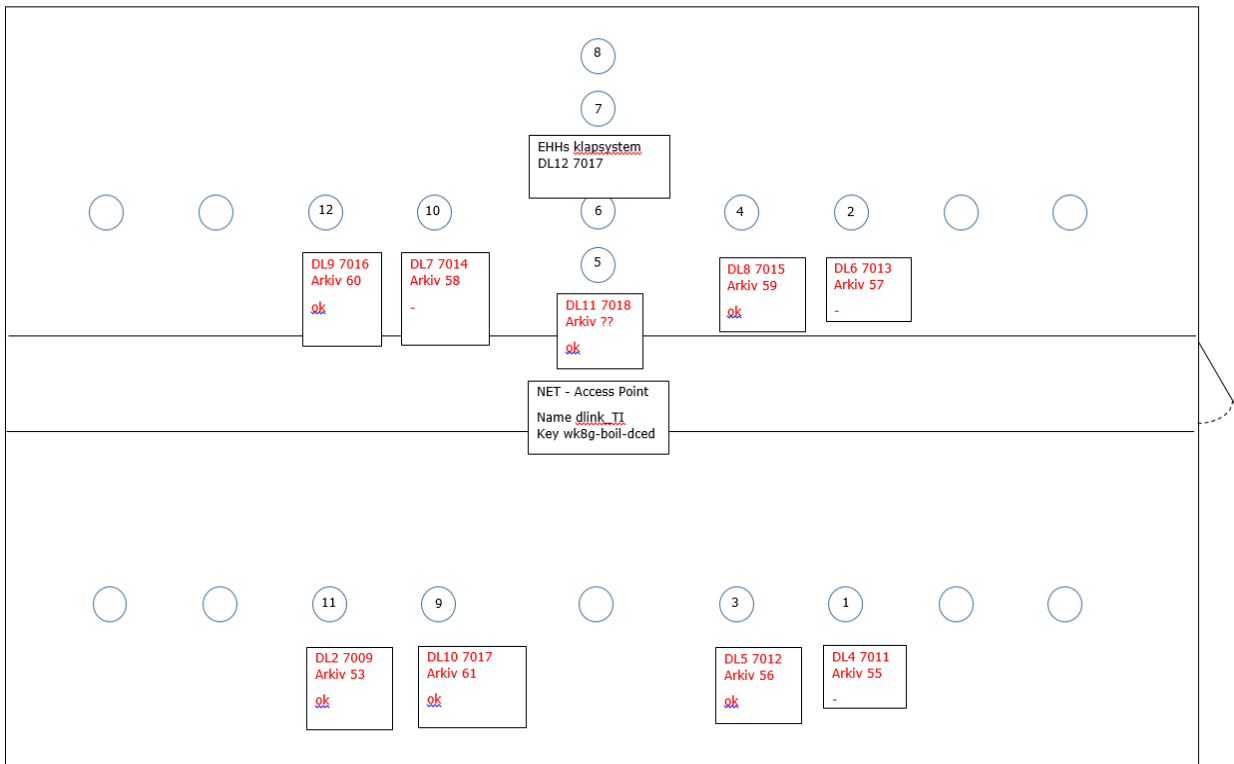 8
7
EHHs klapsystem
DL12 7017
12
10
6
4
2
5
DL9 7016
Arkiv 60
ok
DL7 7014
Arkiv 58
-
DL11 7018
Arkiv ??
ok
DL8 7015
Arkiv 59
ok
DL6 7013
Arkiv 57
-
NET - Access Point
Name dlink_TI
Key wk8g-boil-dced
11
9
3
1
DL2 7009
Arkiv 53
ok
DL10 7017
Arkiv 61
ok
DL5 7012
Arkiv 56
ok
DL4 7011
Arkiv 55
-